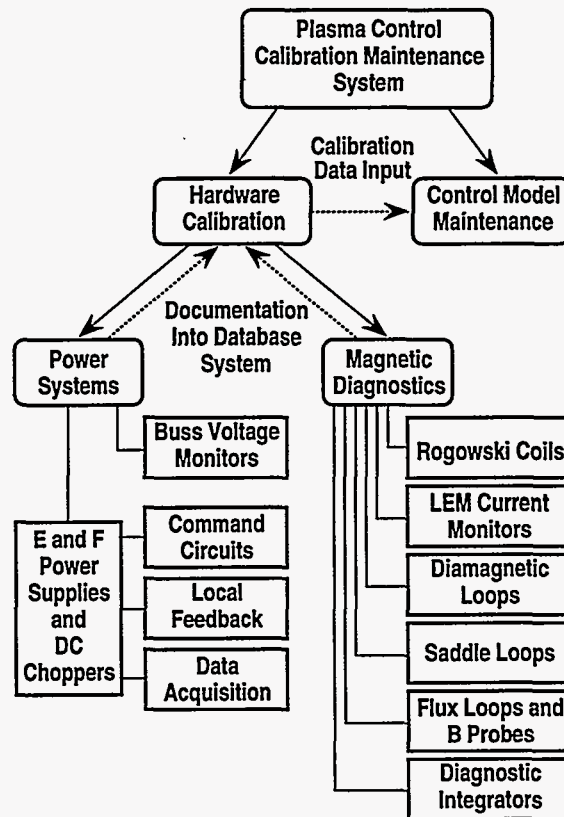 Plasma Control
Calibration Maintenance
System
Calibration
Data Input
Hardware
Calibration
Control Model
Maintenance
Documentation
Into Database
System
Power
Systems
Magnetic
Diagnostics
Buss Voltage
Monitors
E and F
Power
Supplies
and
DC
Choppers
Command
Circuits
Local
Feedback
Data
Acquisition
Rogowski Coils
LEM Current
Monitors
Diamagnetic
Loops
Saddle Loops
Flux Loops and
B Probes
Diagnostic
Integrators